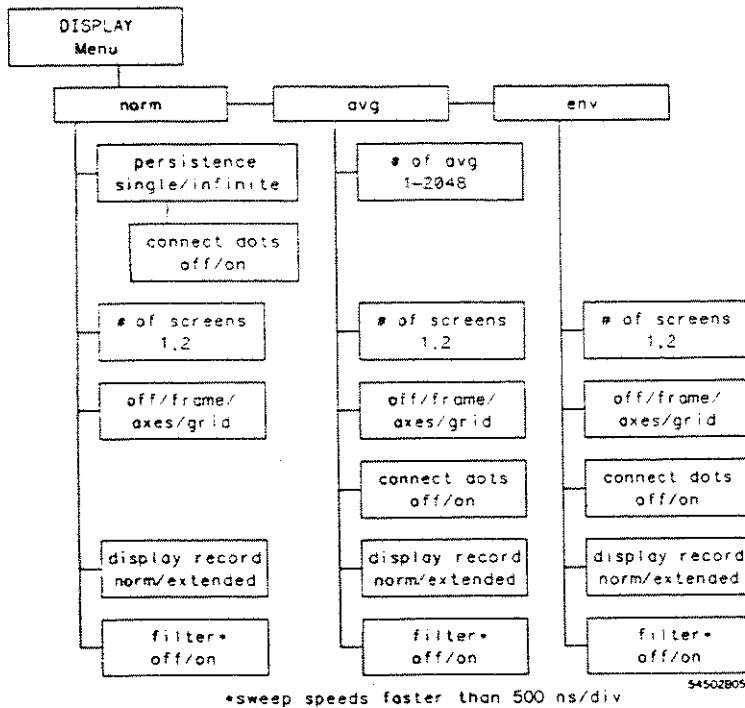 DISPLAY
Menu
norm
avg
env
persistence
single/infinite
connect dots
off/on
# of screens
1,2
off/frame/
axes/grid
display record
norm/extended
filter*
off/on
# of avg
1-2048
# of screens
1,2
off/frame/
axes/grid
connect dots
off/on
display record
norm/extended
filter*
off/on
# of screens
1,2
off/frame/
axes/grid
connect dots
off/on
display record
norm/extended
filter*
off/on
54502B05
*sweep speeds faster than 500 ns/div